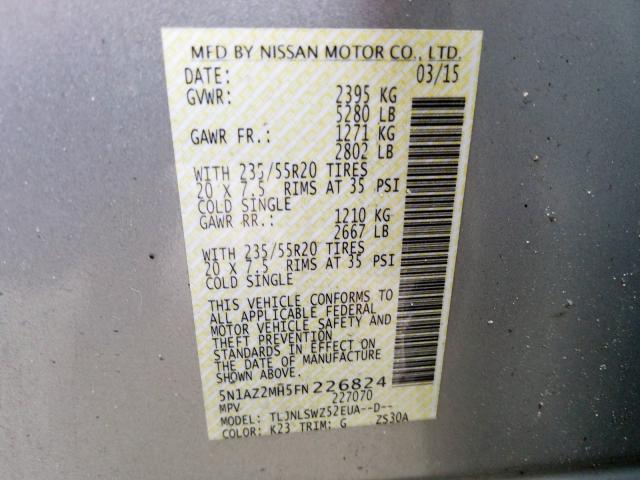 MFD BY NISSAN MOTOR CO., LTD.
DATE: 03/15
GVWR: 2395 KG
5280 LB
GAWR FR.: 1271 KG
2802 LB
WITH 235/55R20 TIRES
20 X 7.5 RIMS AT 35 PSI
COLD SINGLE
GAWR RR.: 1210 KG
2667 LB
WITH 235/55R20 TIRES
20 X 7.5 RIMS AT 35 PSI
COLD SINGLE
THIS VEHICLE CONFORMS TO
ALL APPLICABLE FEDERAL
MOTOR VEHICLE SAFETY AND
THEFT PREVENTION
STANDARDS IN EFFECT ON
THE DATE OF MANUFACTURE
SHOWN ABOVE.
5N1AZ2MH5FN226824
MPV 227070
MODEL: TLJNLSWZ52EUA--D--
COLOR: K23 TRIM: G ZS30A